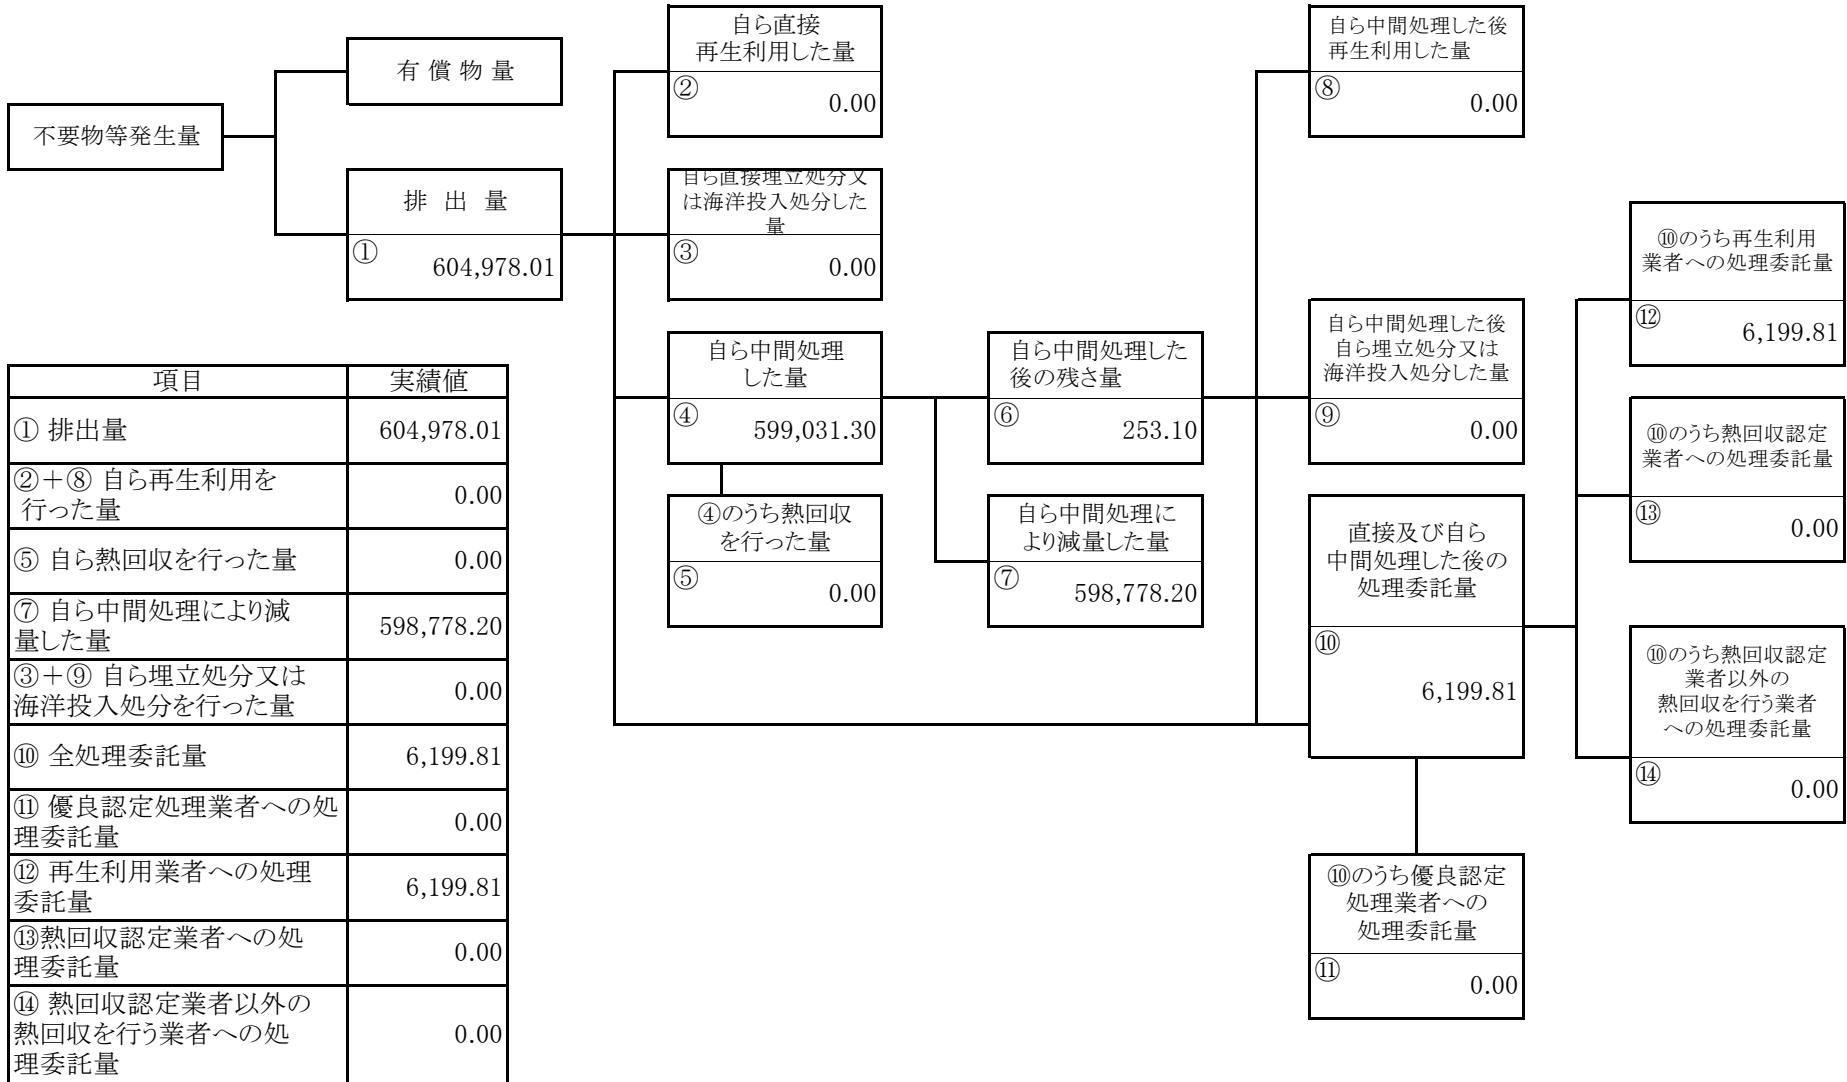 不要物等発生量
有 償 物 量
排 出 量
①
604,978.01
自ら直接
再生利用した量
②
0.00
自ら直接埋立処分又
は海洋投入処分した
量
③
0.00
自ら中間処理
した量
④
599,031.30
④のうち熱回収
を行った量
⑤
0.00
自ら中間処理した
後の残さ量
⑥
253.10
自ら中間処理に
より減量した量
⑦
598,778.20
自ら中間処理した後
再生利用した量
⑧
0.00
自ら中間処理した後
自ら埋立処分又は
海洋投入処分した量
⑨
0.00
直接及び自ら
中間処理した後の
処理委託量
⑩
6,199.81
⑩のうち優良認定
処理業者への
処理委託量
⑪
0.00
⑩のうち再生利用
業者への処理委託量
⑫
6,199.81
⑩のうち熱回収認定
業者への処理委託量
⑬
0.00
⑩のうち熱回収認定
業者以外の
熱回収を行う業者
への処理委託量
⑭
0.00
項目 実績値
① 排出量 604,978.01
②＋⑧ 自ら再生利用を
行った量
0.00
⑤ 自ら熱回収を行った量 0.00
⑦ 自ら中間処理により減
量した量
598,778.20
③＋⑨ 自ら埋立処分又は
海洋投入処分を行った量
0.00
⑩ 全処理委託量 6,199.81
⑪ 優良認定処理業者への処
理委託量
0.00
⑫ 再生利用業者への処理
委託量
6,199.81
⑬熱回収認定業者への処
理委託量
0.00
⑭ 熱回収認定業者以外の
熱回収を行う業者への処
理委託量
0.00